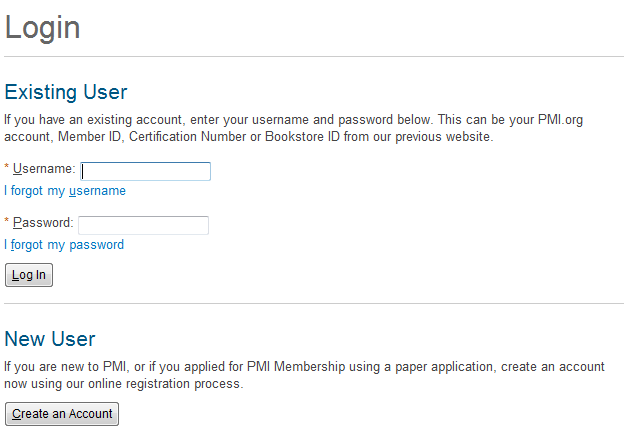 Login
Existing User
If you have an existing account, enter your username and password below. This can be your PMI.org
account, Member ID, Certification Number or Bookstore ID from our previous website.
* Username:
I forgot my username
* Password:
I forgot my password
Log In
New User
If you are new to PMI, or if you applied for PMI Membership using a paper application, create an account
now using our online registration process.
Create an Account